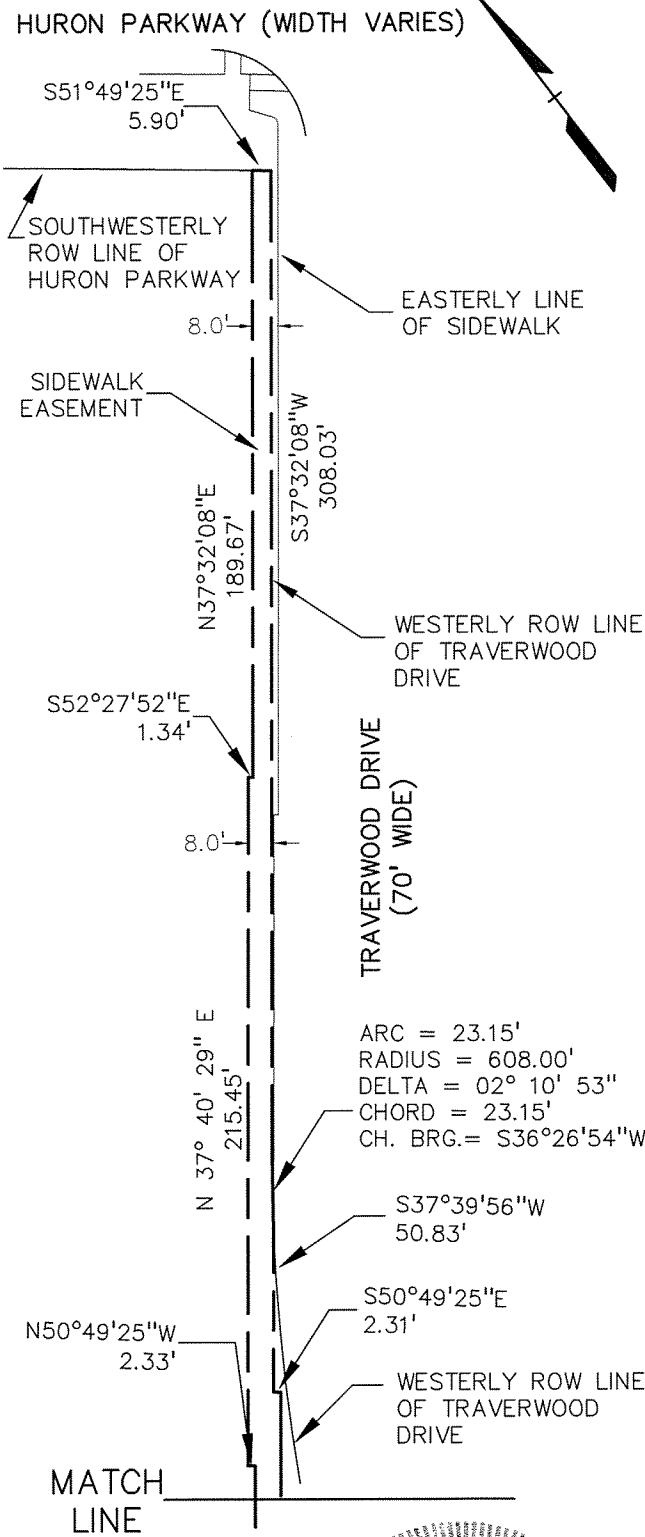 HURON PARKWAY (WIDTH VARIES)
S51°49'25"E
5.90'
SOUTHWESTERLY
ROW LINE OF
HURON PARKWAY
EASTERLY LINE
OF SIDEWALK
8.0'
SIDEWALK
EASEMENT
S37°32'08"W
308.03'
N37°32'08"E
189.67'
WESTERLY ROW LINE
OF TRAVERWOOD
DRIVE
S52°27'52"E
1.34'
TRAVERWOOD DRIVE
(70' WIDE)
8.0'
N 37° 40' 29" E
215.45'
ARC = 23.15'
RADIUS = 608.00'
DELTA = 02° 10' 53"
CHORD = 23.15'
CH. BRG.= S36°26'54"W
S37°39'56"W
50.83'
S50°49'25"E
2.31'
N50°49'25"W
2.33'
WESTERLY ROW LINE
OF TRAVERWOOD
DRIVE
MATCH
LINE